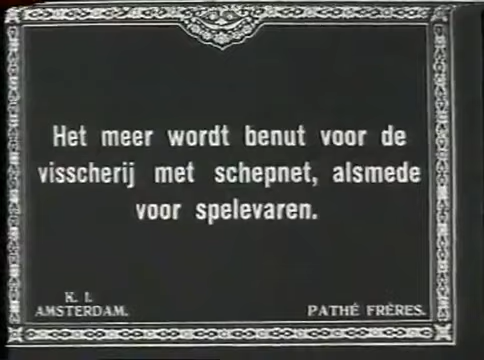 Het meer wordt benut voor de
visscherij met schepnet, alsmede
voor spelevaren.
K. I.
AMSTERDAM.
PATHÉ FRÈRES.